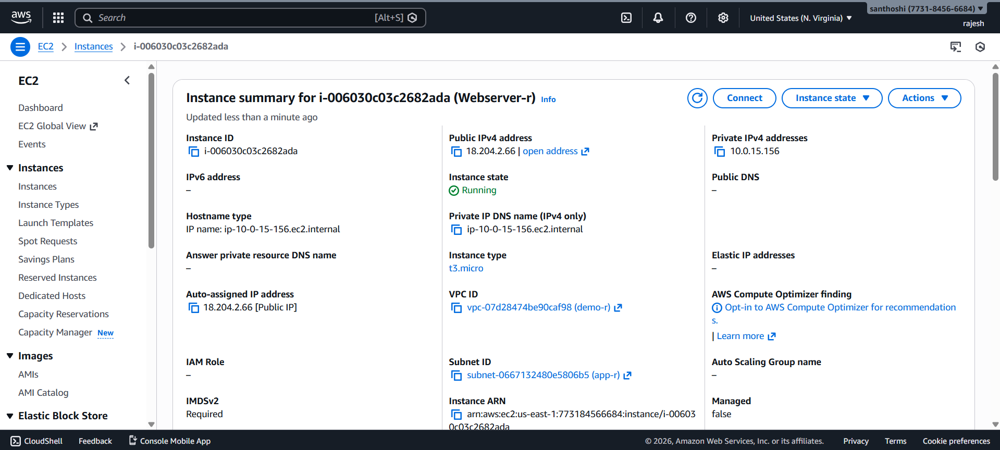 aws
Search [Alt+S]
United States (N. Virginia)
santhoshi (7731-8456-6684)
rajesh
EC2 Instances i-006030c03c2682ada
EC2
Dashboard
EC2 Global View
Events
Instances
Instances
Instance Types
Launch Templates
Spot Requests
Savings Plans
Reserved Instances
Dedicated Hosts
Capacity Reservations
Capacity Manager New
Images
AMIs
AMI Catalog
Elastic Block Store
Instance summary for i-006030c03c2682ada (Webserver-r) Info
Updated less than a minute ago
Connect
Instance state
Actions
Instance ID
i-006030c03c2682ada
Public IPv4 address
18.204.2.66 | open address
Private IPv4 addresses
10.0.15.156
IPv6 address
–
Instance state
Running
Public DNS
–
Hostname type
IP name: ip-10-0-15-156.ec2.internal
Private IP DNS name (IPv4 only)
ip-10-0-15-156.ec2.internal
Answer private resource DNS name
–
Instance type
t3.micro
Elastic IP addresses
–
Auto-assigned IP address
18.204.2.66 [Public IP]
VPC ID
vpc-07d28474be90caf98 (demo-r)
AWS Compute Optimizer finding
Opt-in to AWS Compute Optimizer for recommendation
s.
| Learn more
IAM Role
–
Subnet ID
subnet-0667132480e5806b5 (app-r)
Auto Scaling Group name
–
IMDSv2
Required
Instance ARN
arn:aws:ec2:us-east-1:773184566684:instance/i-00603
0c03c2682ada
Managed
false
CloudShell Feedback Console Mobile App © 2026, Amazon Web Services, Inc. or its affiliates. Privacy Terms Cookie preferences